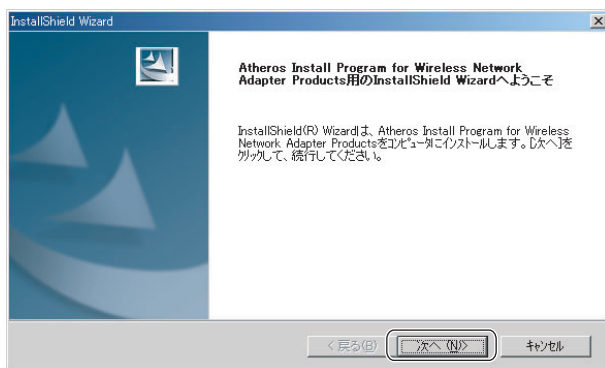 InstallShield Wizard
Atheros Install Program for Wireless Network
Adapter Products用のInstallShield Wizardへようこそ
InstallShield(R) Wizardは、Atheros Install Program for Wireless
Network Adapter Productsをコンピュータにインストールします。[次へ]を
クリックして、続行してください。
< 戻る(B)
次へ(N)>
キャンセル